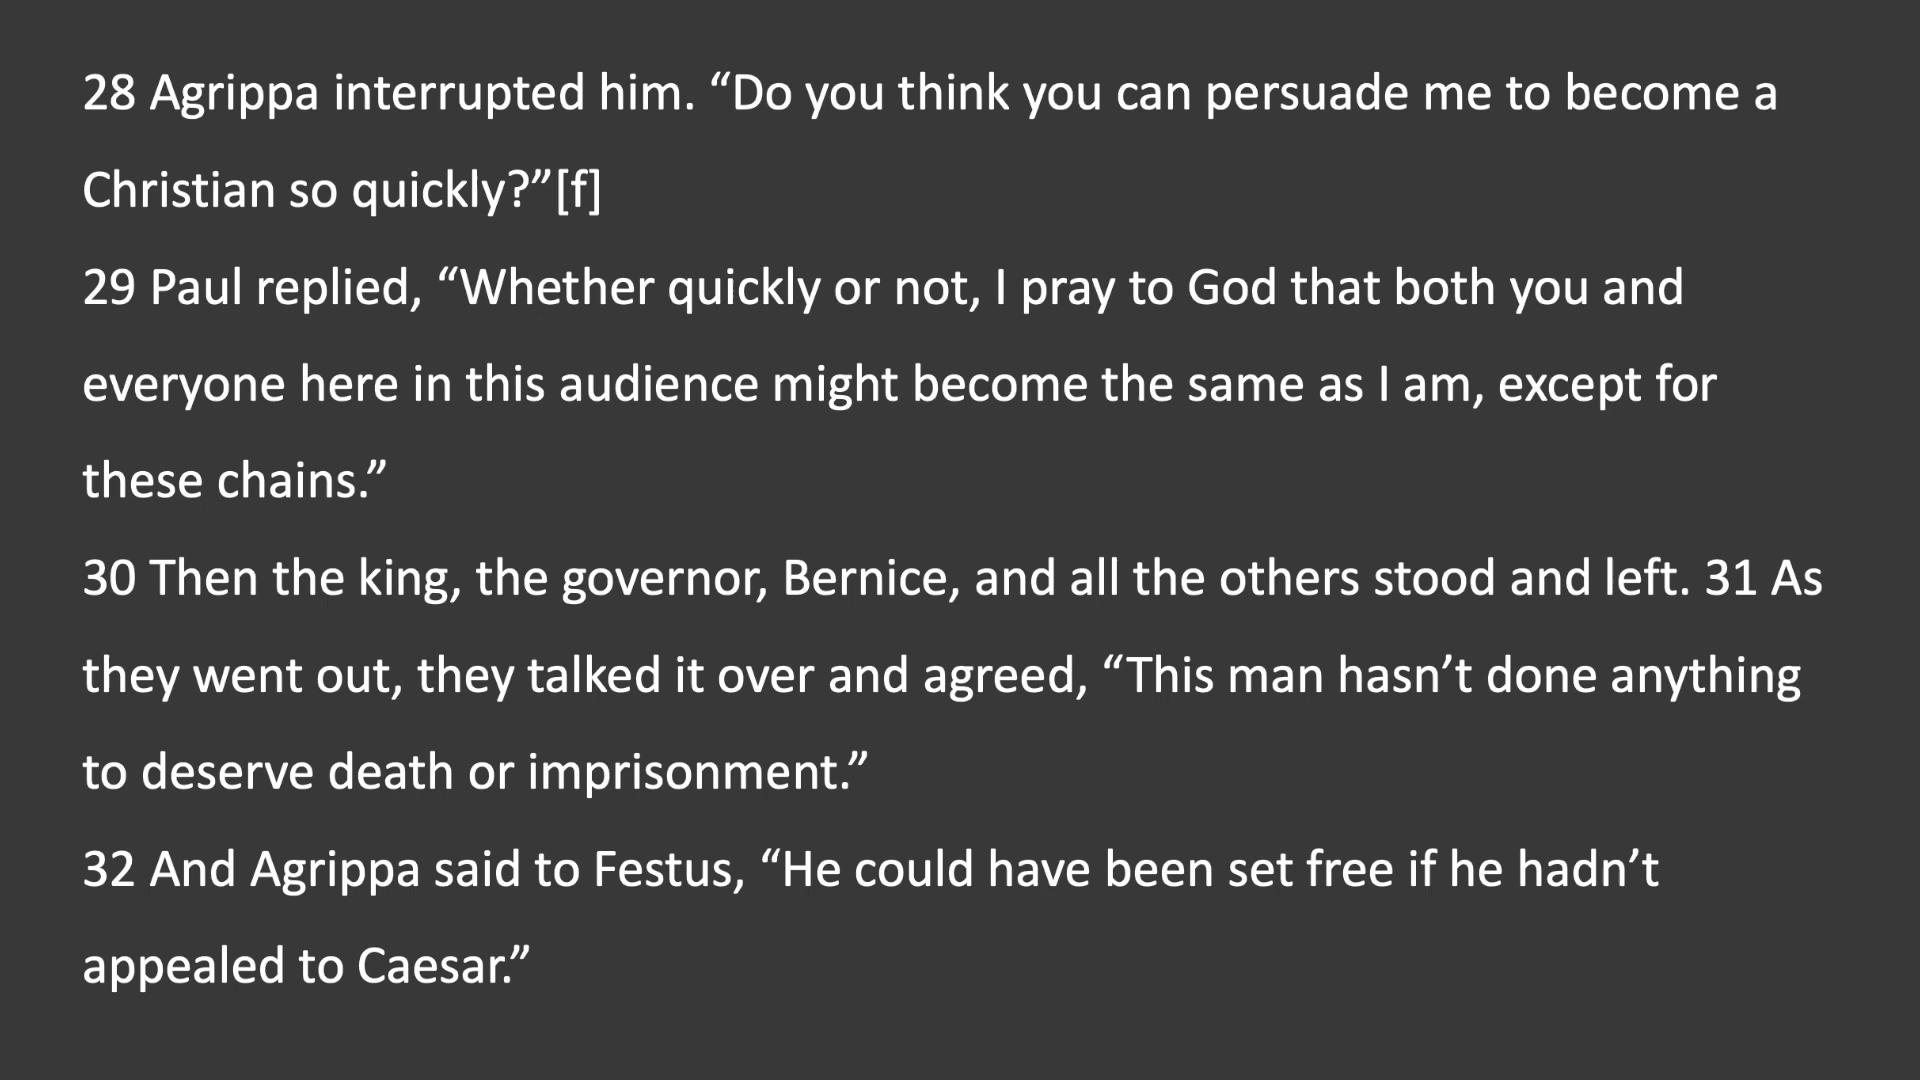 28 Agrippa interrupted him. “Do you think you can persuade me to become a
Christian so quickly?”[f]
29 Paul replied, “Whether quickly or not, I pray to God that both you and
everyone here in this audience might become the same as I am, except for
these chains.”
30 Then the king, the governor, Bernice, and all the others stood and left. 31 As
they went out, they talked it over and agreed, “This man hasn’t done anything
to deserve death or imprisonment.”
32 And Agrippa said to Festus, “He could have been set free if he hadn’t
appealed to Caesar.”